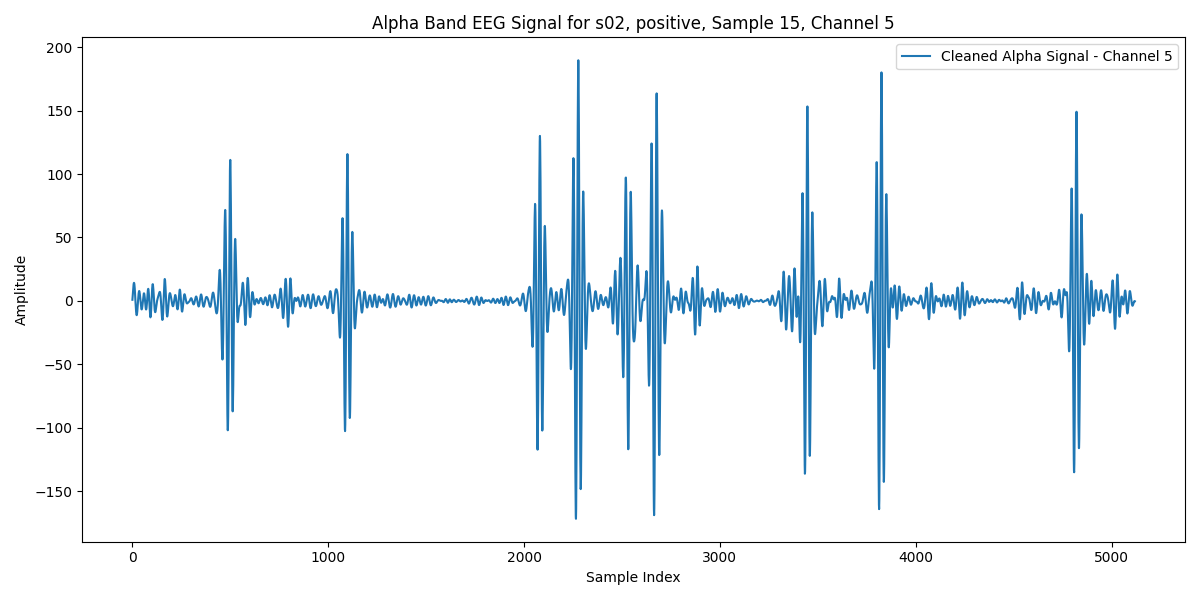 Alpha Band EEG Signal for s02, positive, Sample 15, Channel 5
Cleaned Alpha Signal - Channel 5
Amplitude
200
150
100
50
0
−50
−100
−150
0 1000 2000 3000 4000 5000
Sample Index